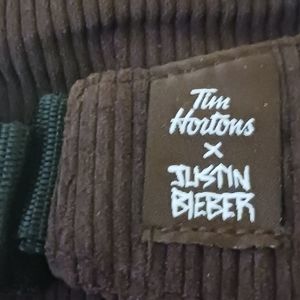 Tim
Hortons
×
JUSTIN
BIEBER